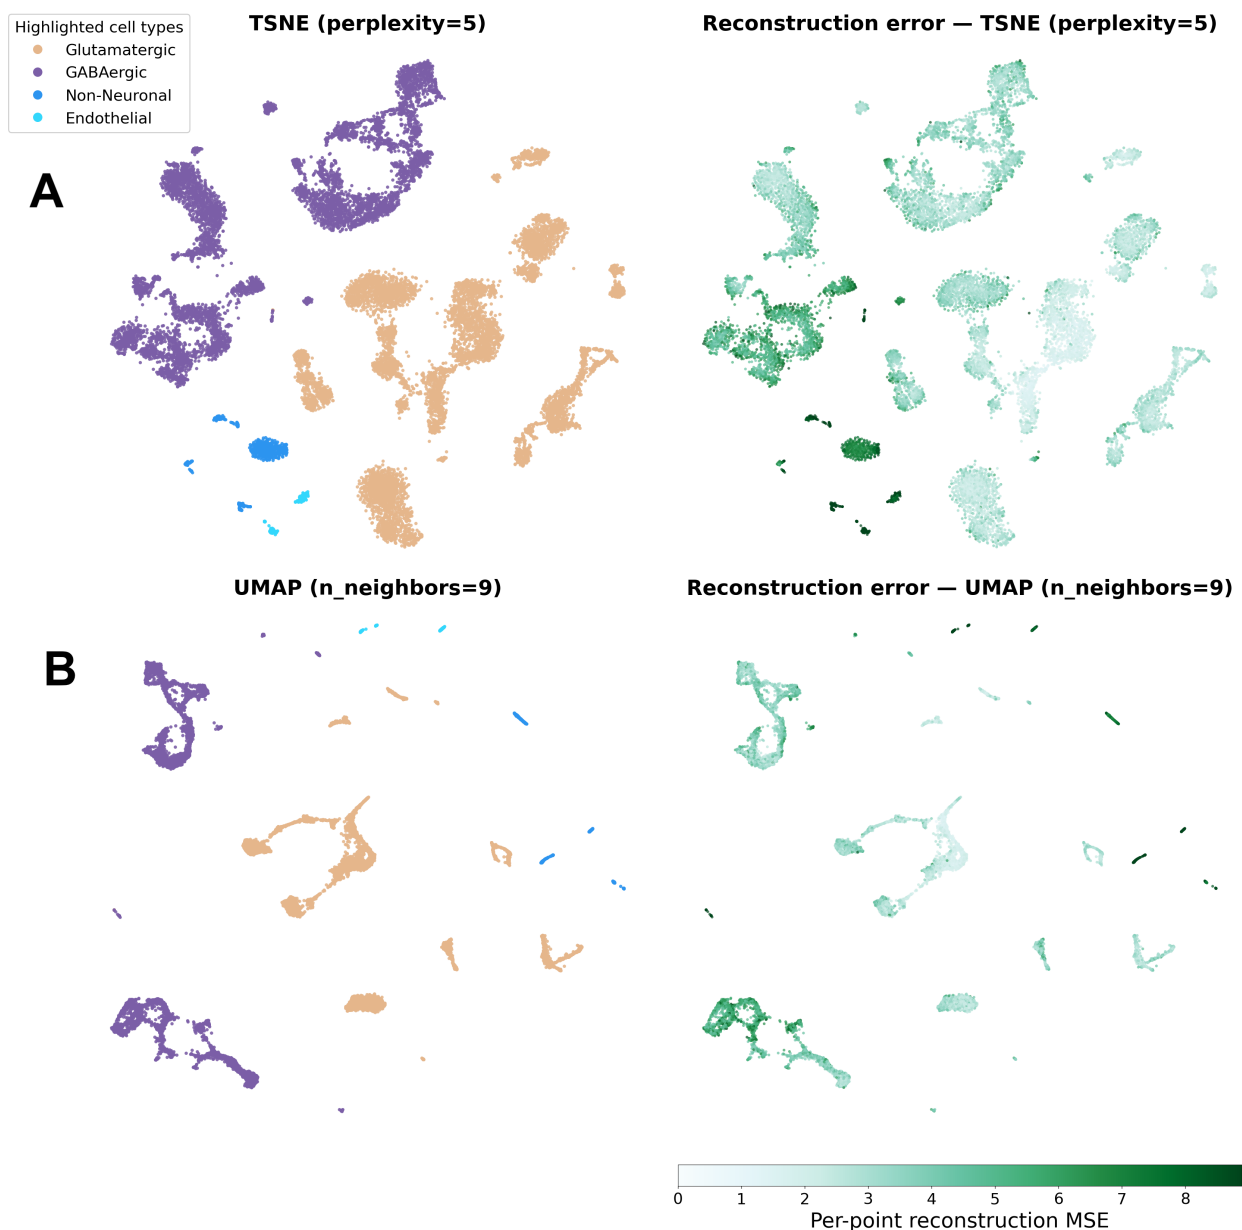 TSNE (perplexity=5)
Reconstruction error — TSNE (perplexity=5)
Highlighted cell types
Glutamatergic
GABAergic
Non-Neuronal
Endothelial
A
UMAP (n_neighbors=9)
Reconstruction error — UMAP (n_neighbors=9)
B
0 1 2 3 4 5 6 7 8
Per-point reconstruction MSE